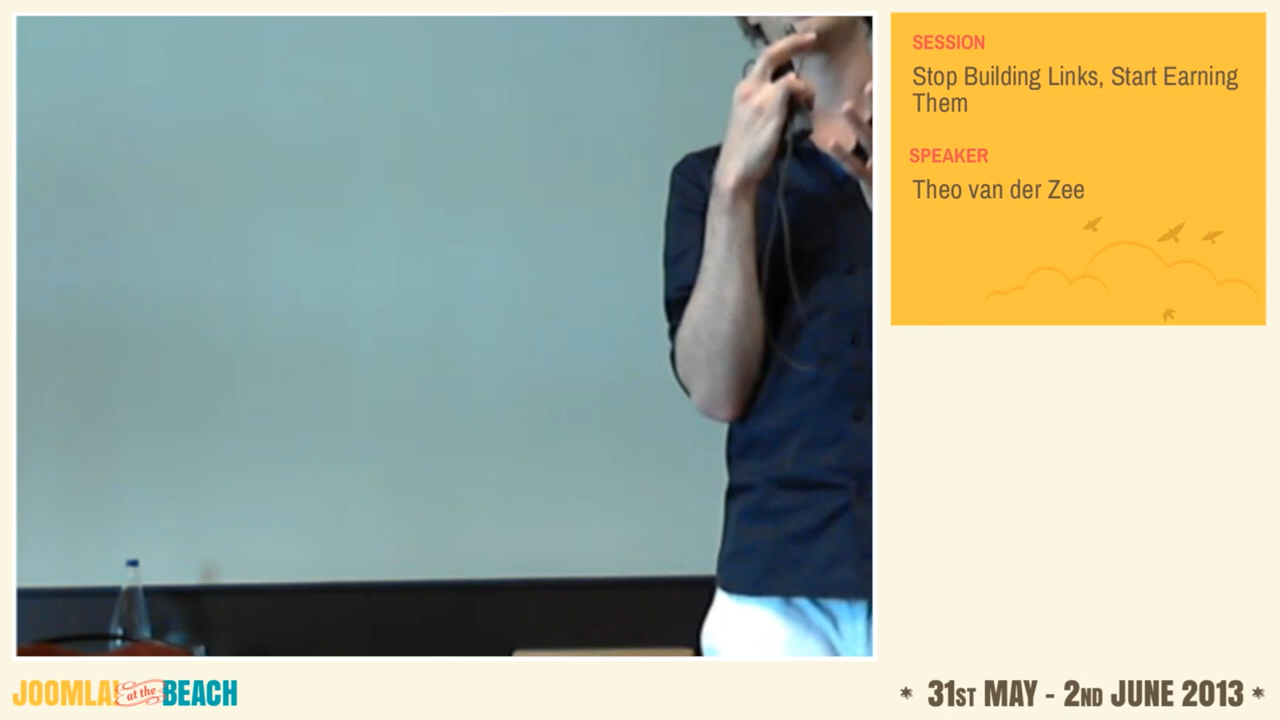 SESSION
Stop Building Links, Start Earning
Them
SPEAKER
Theo van der Zee
JOOMLA! at the BEACH
* 31ST MAY - 2ND JUNE 2013 *